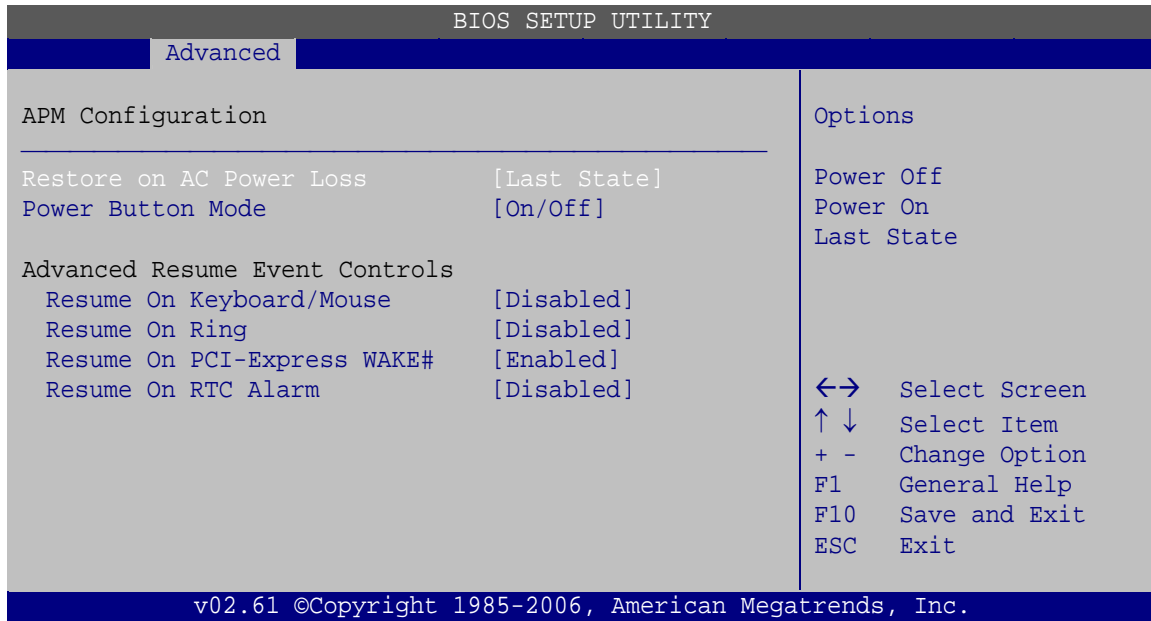 BIOS SETUP UTILITY
Advanced
APM Configuration
Restore on AC Power Loss [Last State]
Power Button Mode [On/Off]
Advanced Resume Event Controls
Resume On Keyboard/Mouse [Disabled]
Resume On Ring [Disabled]
Resume On PCI-Express WAKE# [Enabled]
Resume On RTC Alarm [Disabled]
Options
Power Off
Power On
Last State
←→ Select Screen
↑ ↓ Select Item
+ - Change Option
F1 General Help
F10 Save and Exit
ESC Exit
v02.61 ©Copyright 1985-2006, American Megatrends, Inc.